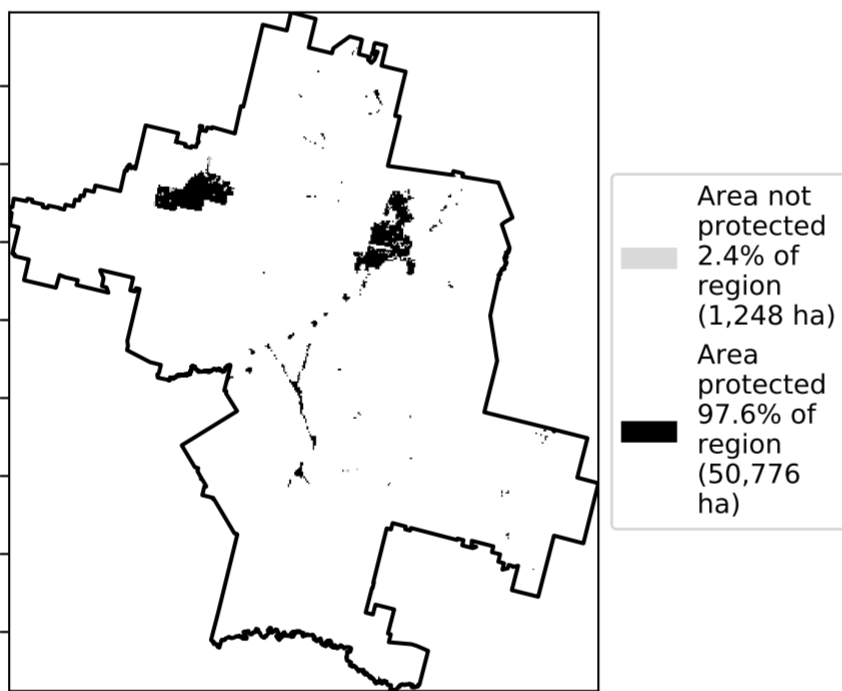 Area not
protected
2.4% of
region
(1,248 ha)
Area
protected
97.6% of
region
(50,776
ha)